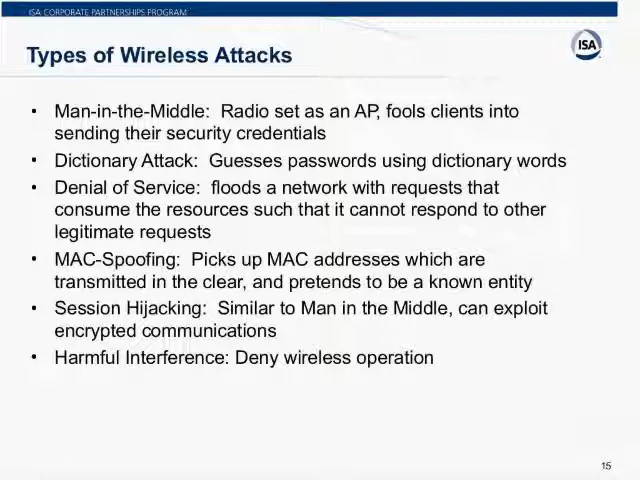 ISA CORPORATE PARTNERSHIPS PROGRAM
Types of Wireless Attacks
ISA
• Man-in-the-Middle:  Radio set as an AP, fools clients into
sending their security credentials
• Dictionary Attack:  Guesses passwords using dictionary words
• Denial of Service:  floods a network with requests that
consume the resources such that it cannot respond to other
legitimate requests
• MAC-Spoofing:  Picks up MAC addresses which are
transmitted in the clear, and pretends to be a known entity
• Session Hijacking:  Similar to Man in the Middle, can exploit
encrypted communications
• Harmful Interference: Deny wireless operation
15